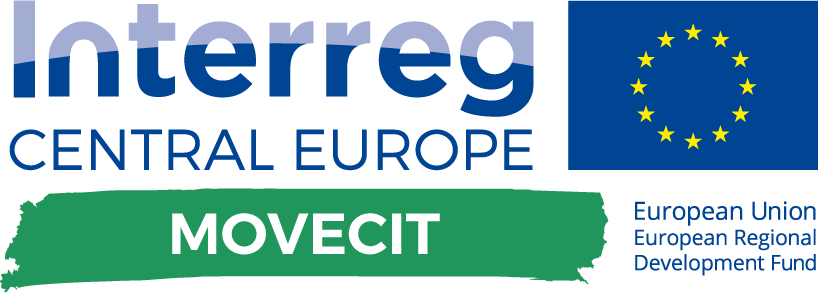 Interreg
CENTRAL EUROPE
MOVECIT
European Union
European Regional
Development Fund